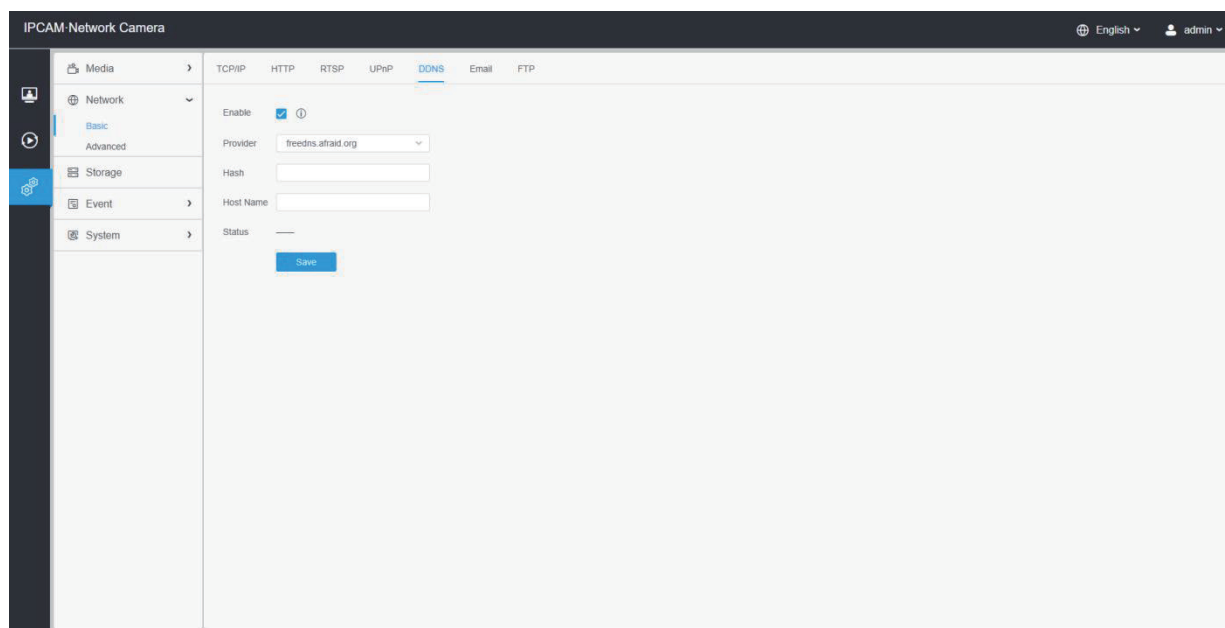 IPCAM·Network Camera
English
admin
Media
Network
Basic
Advanced
Storage
Event
System
TCP/IP HTTP RTSP UPnP DDNS Email FTP
Enable
Provider freedns.afraid.org
Hash
Host Name
Status
Save